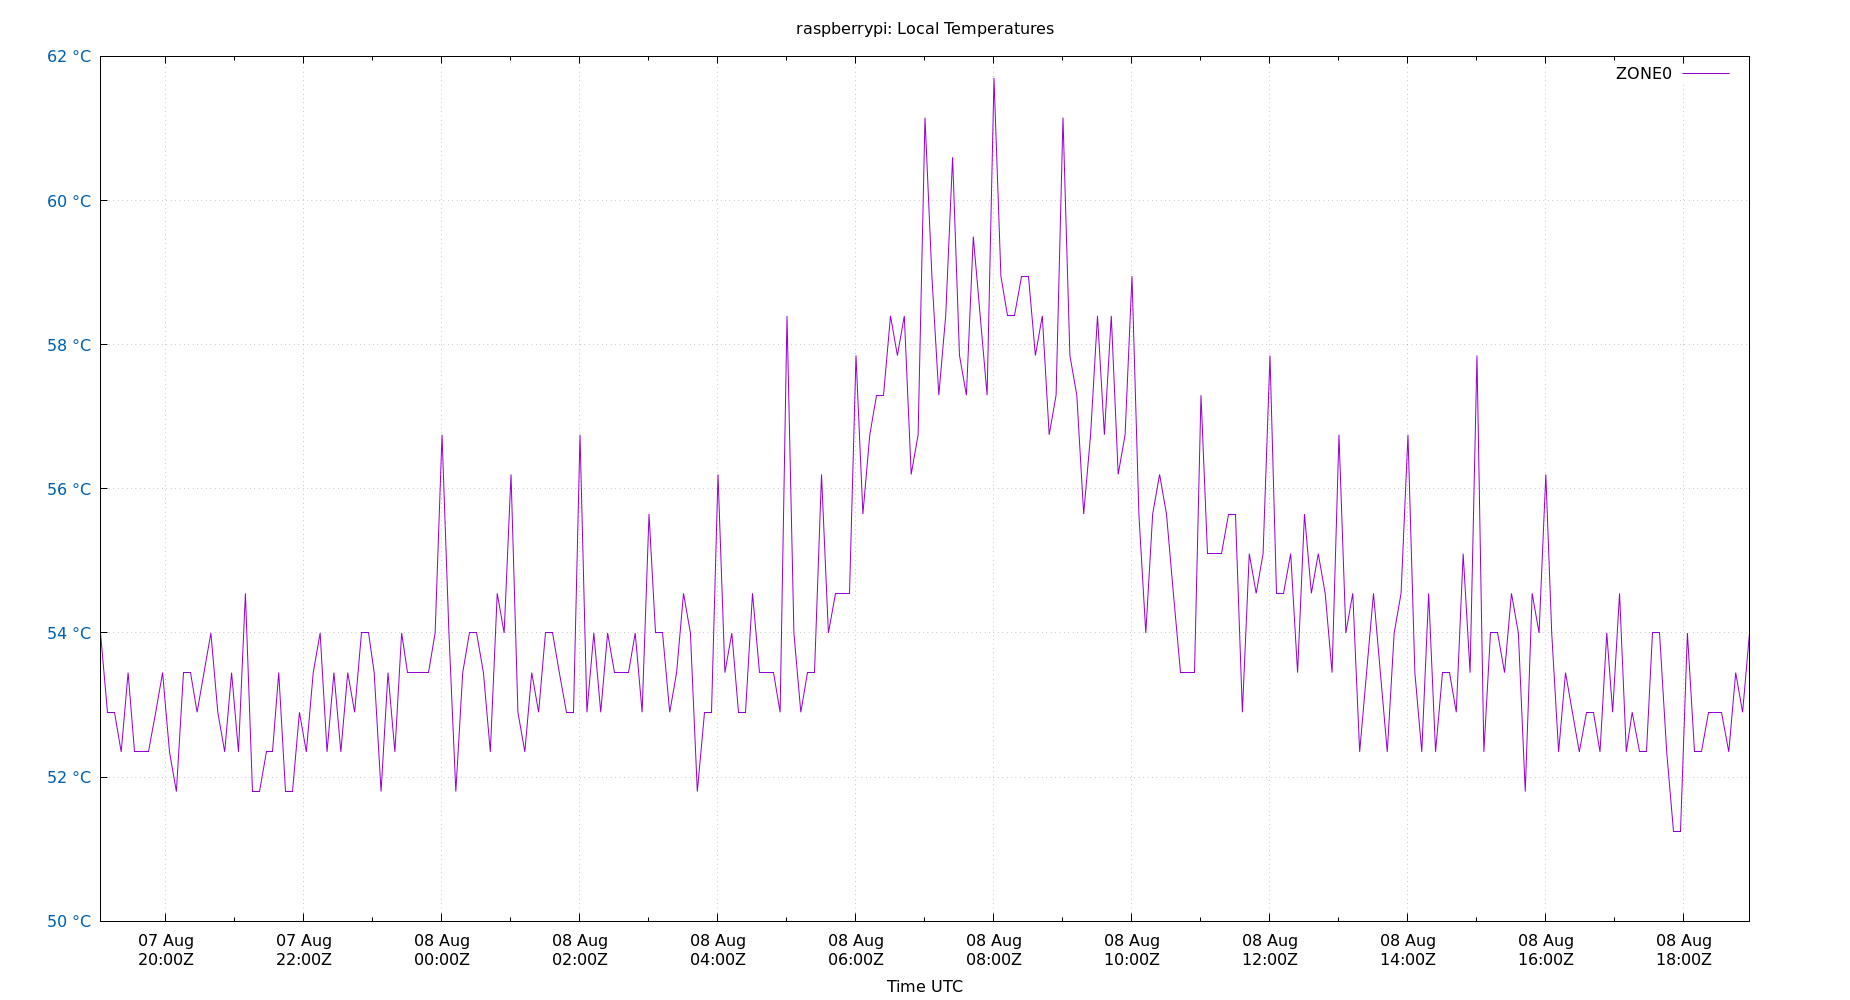 raspberrypi: Local Temperatures
ZONE0
62 °C
60 °C
58 °C
56 °C
54 °C
52 °C
50 °C
07 Aug 07 Aug 08 Aug 08 Aug 08 Aug 08 Aug 08 Aug 08 Aug 08 Aug 08 Aug 08 Aug 08 Aug
20:00Z 22:00Z 00:00Z 02:00Z 04:00Z 06:00Z 08:00Z 10:00Z 12:00Z 14:00Z 16:00Z 18:00Z
Time UTC